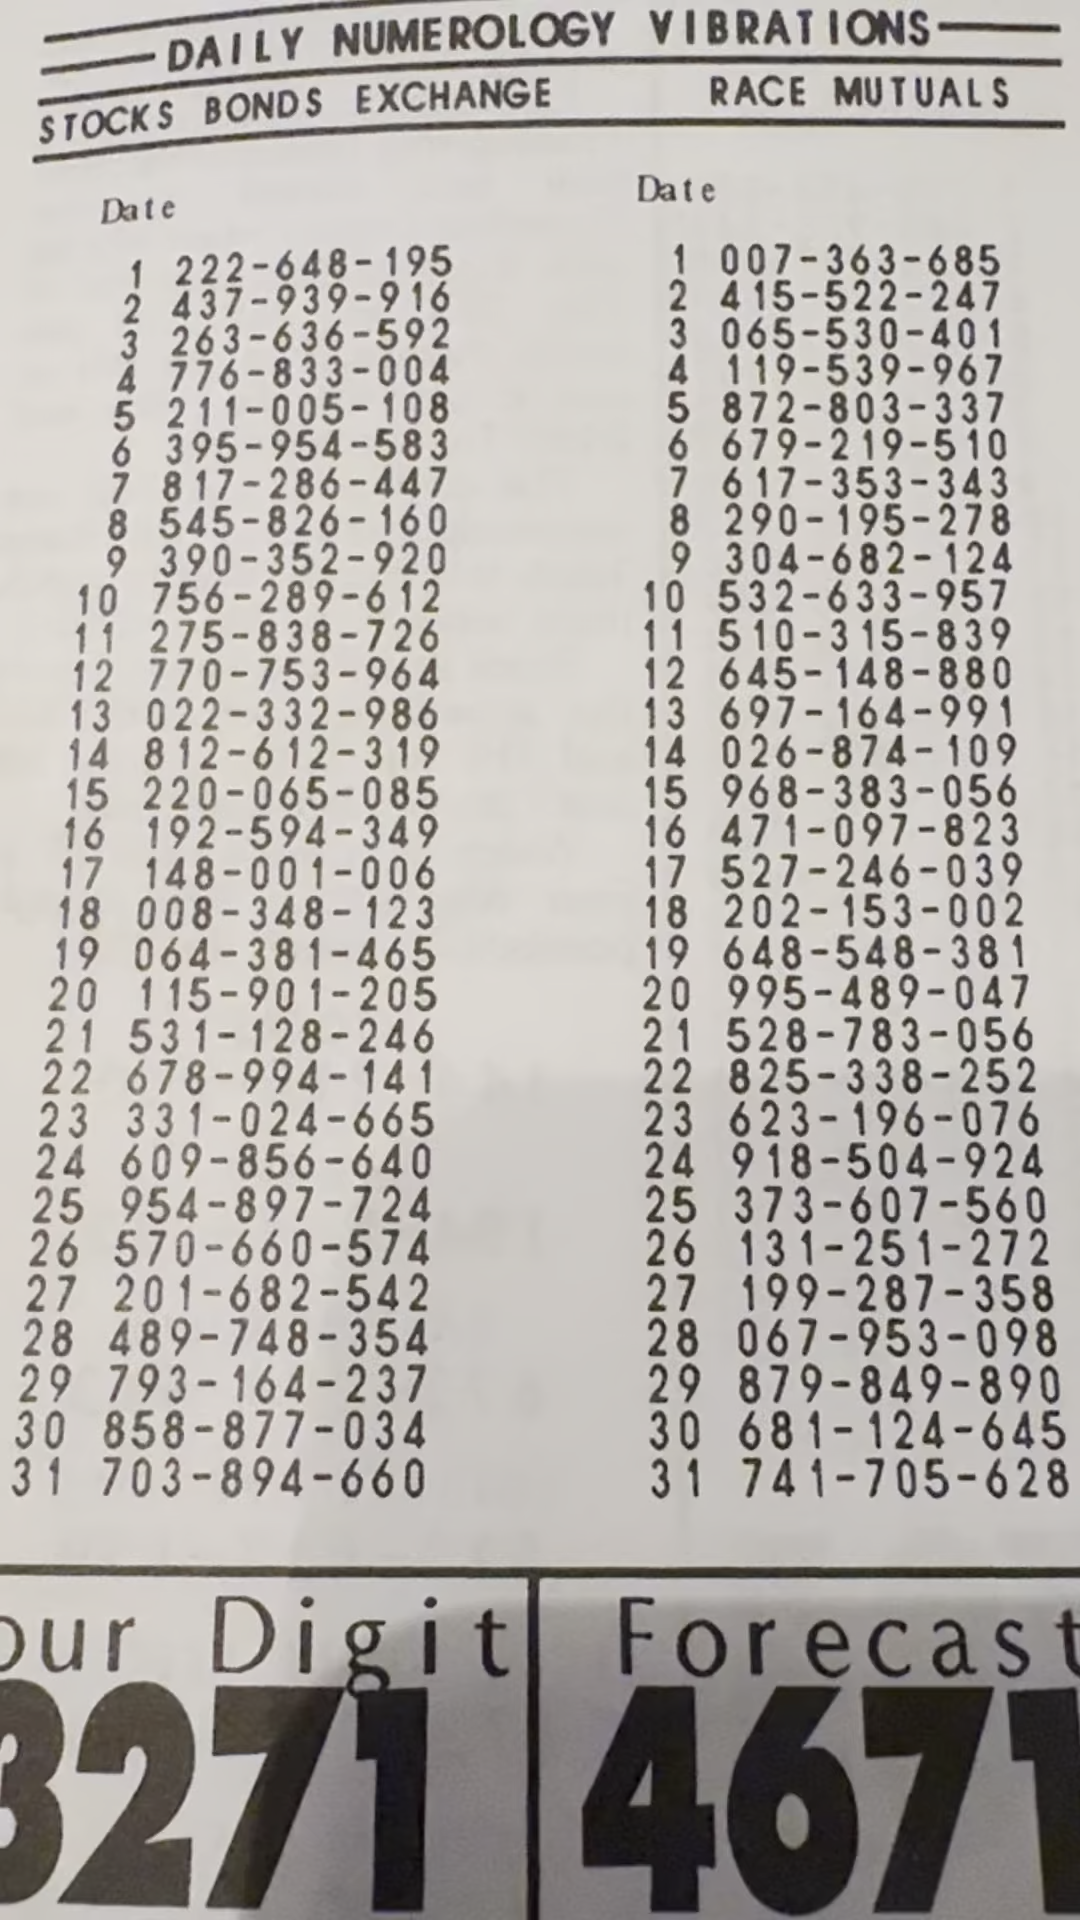 DAILY NUMEROLOGY VIBRATIONS
STOCKS BONDS EXCHANGE RACE MUTUALS
Date Date
1 222-648-195 1 007-363-685
2 437-939-916 2 415-522-247
3 263-636-592 3 065-530-401
4 776-833-004 4 119-539-967
5 211-005-108 5 872-803-337
6 395-954-583 6 679-219-510
7 817-286-447 7 617-353-343
8 545-826-160 8 290-195-278
9 390-352-920 9 304-682-124
10 756-289-612 10 532-633-957
11 275-838-726 11 510-315-839
12 770-753-964 12 645-148-880
13 022-332-986 13 697-164-991
14 812-612-319 14 026-874-109
15 220-065-085 15 968-383-056
16 192-594-349 16 471-097-823
17 148-001-006 17 527-246-039
18 008-348-123 18 202-153-002
19 064-381-465 19 648-548-381
20 115-901-205 20 995-489-047
21 531-128-246 21 528-783-056
22 678-994-141 22 825-338-252
23 331-024-665 23 623-196-076
24 609-856-640 24 918-504-924
25 954-897-724 25 373-607-560
26 570-660-574 26 131-251-272
27 201-682-542 27 199-287-358
28 489-748-354 28 067-953-098
29 793-164-237 29 879-849-890
30 858-877-034 30 681-124-645
31 703-894-660 31 741-705-628
our Digit Forecast
3271 4671